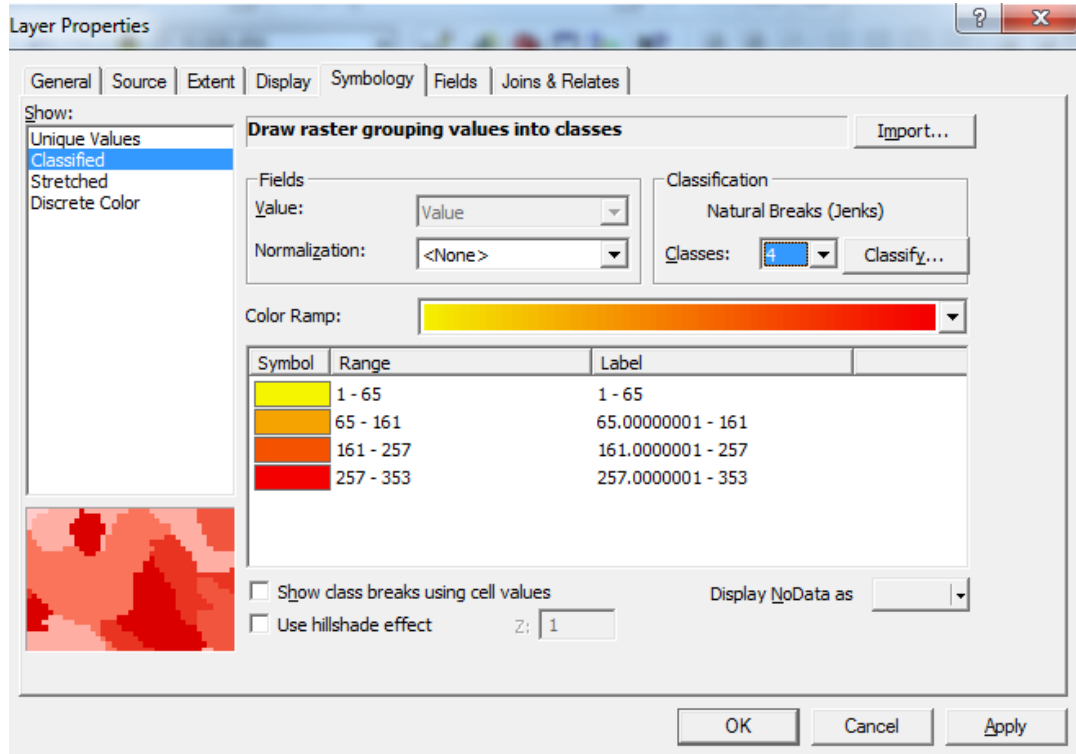 Layer Properties
? X
General Source Extent Display Symbology Fields Joins & Relates
Show:
Unique Values
Classified
Stretched
Discrete Color
Draw raster grouping values into classes
Import...
Fields
Value: Value
Normalization: <None>
Classification
Natural Breaks (Jenks)
Classes: 4 Classify...
Color Ramp:
Symbol Range Label
1 - 65 1 - 65
65 - 161 65.00000001 - 161
161 - 257 161.0000001 - 257
257 - 353 257.0000001 - 353
Show class breaks using cell values
Display NoData as
Use hillshade effect Z: 1
OK Cancel Apply